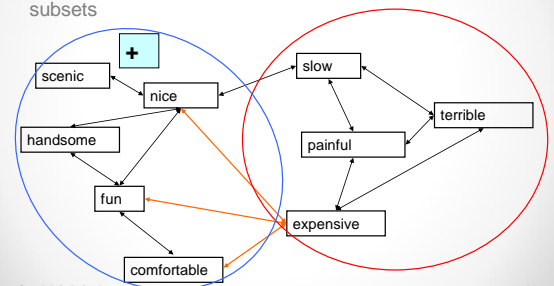 subsets
+
scenic
nice
slow
terrible
handsome
painful
fun
expensive
comfortable